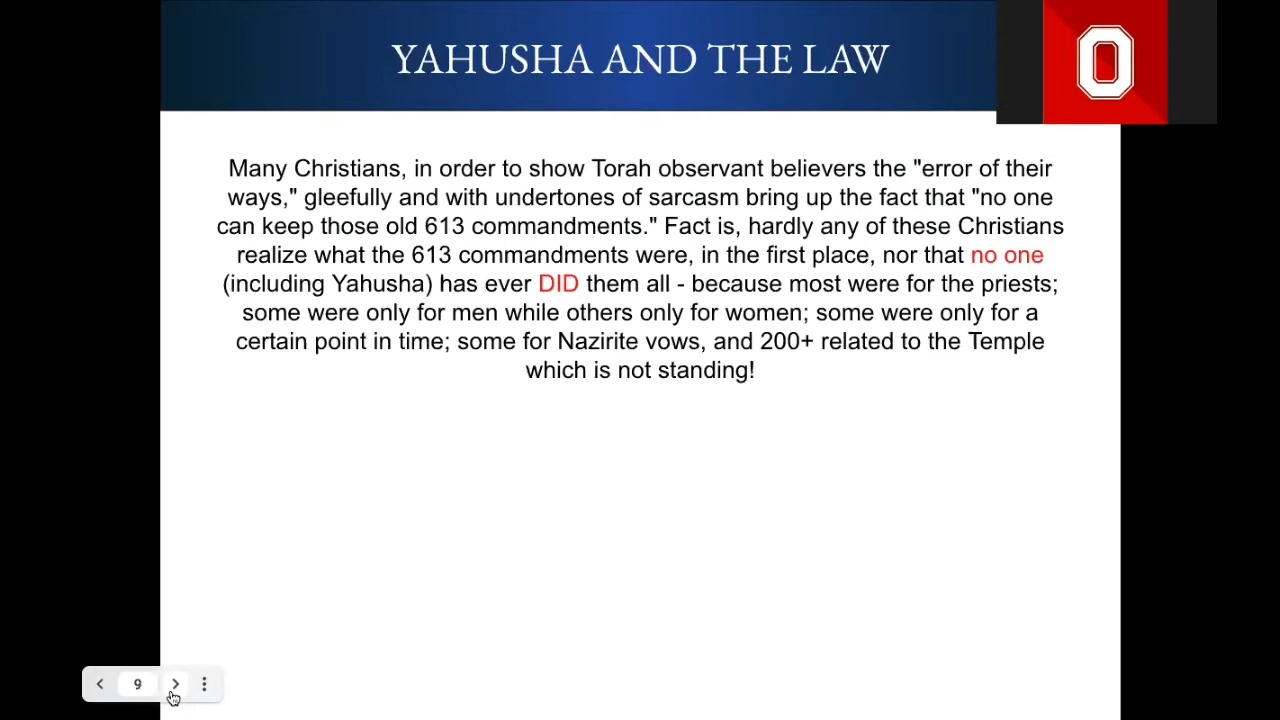 YAHUSHA AND THE LAW
O
Many Christians, in order to show Torah observant believers the "error of their
ways," gleefully and with undertones of sarcasm bring up the fact that "no one
can keep those old 613 commandments." Fact is, hardly any of these Christians
realize what the 613 commandments were, in the first place, nor that no one
(including Yahusha) has ever DID them all - because most were for the priests;
some were only for men while others only for women; some were only for a
certain point in time; some for Nazirite vows, and 200+ related to the Temple
which is not standing!
9